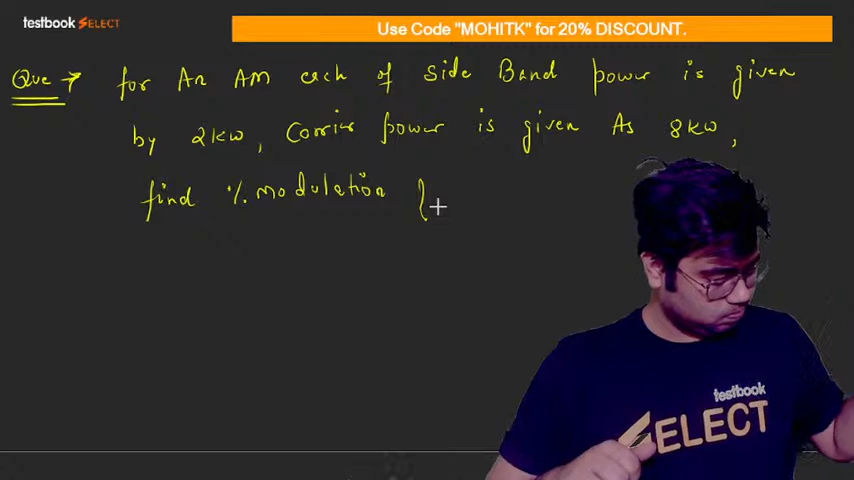 testbook SELECT
Use Code "MOHITK" for 20% DISCOUNT.
Que → for An AM each of Side Band power is given
by 2kw, Carrier power is given As 8kw,
find % modulation {
testbook
SELECT